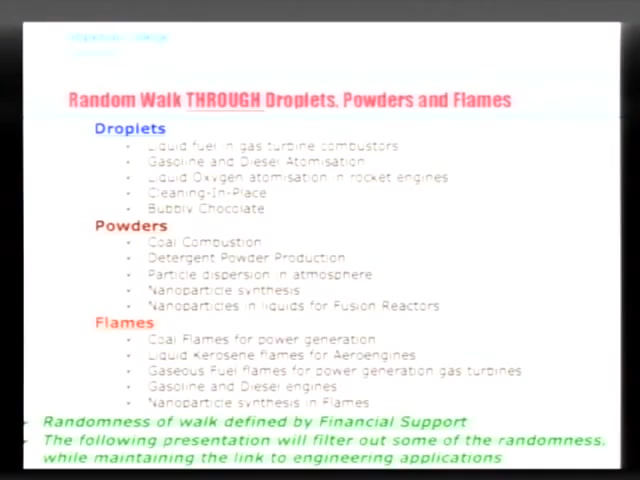 Random Walk THROUGH Droplets, Powders and Flames
Droplets
Liquid fuel in gas turbine combustors
Gasoline and Diesel Atomisation
Liquid Oxygen atomisation in rocket engines
Cleaning-In-Place
Bubbly Chocolate
Powders
Coal Combustion
Detergent Powder Production
Particle dispersion in atmosphere
Nanoparticle synthesis
Nanoparticles in liquids for Fusion Reactors
Flames
Coal Flames for power generation
Liquid Kerosene flames for Aeroengines
Gaseous Fuel flames for power generation gas turbines
Gasoline and Diesel engines
Nanoparticle synthesis in Flames
Randomness of walk defined by Financial Support
The following presentation will filter out some of the randomness,
while maintaining the link to engineering applications